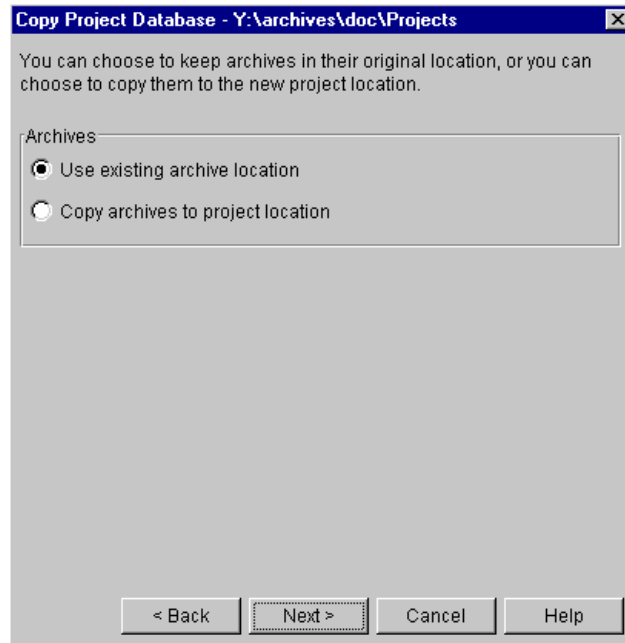 Copy Project Database - Y:\archives\doc\Projects
You can choose to keep archives in their original location, or you can
choose to copy them to the new project location.
Archives
Use existing archive location
Copy archives to project location
< Back Next > Cancel Help